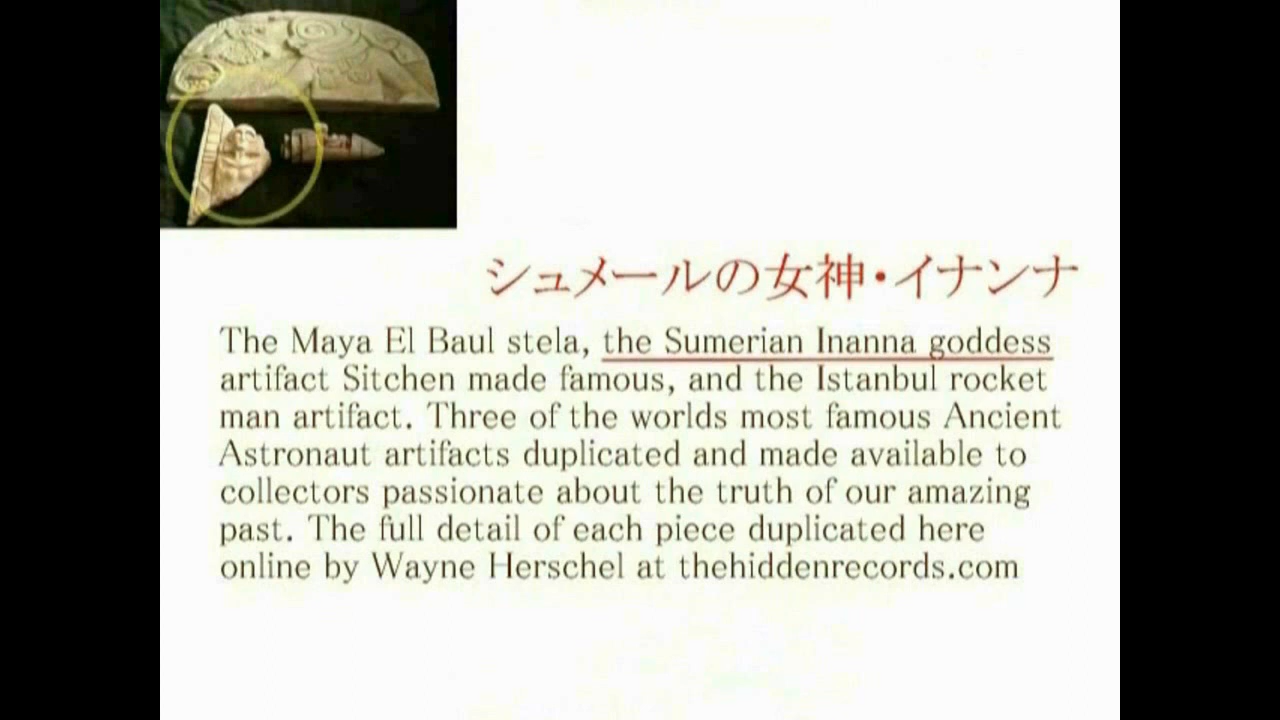 シュメールの女神・イナンナ
The Maya El Baul stela, the Sumerian Inanna goddess
artifact Sitchen made famous, and the Istanbul rocket
man artifact. Three of the worlds most famous Ancient
Astronaut artifacts duplicated and made available to
collectors passionate about the truth of our amazing
past. The full detail of each piece duplicated here
online by Wayne Herschel at thehiddenrecords.com